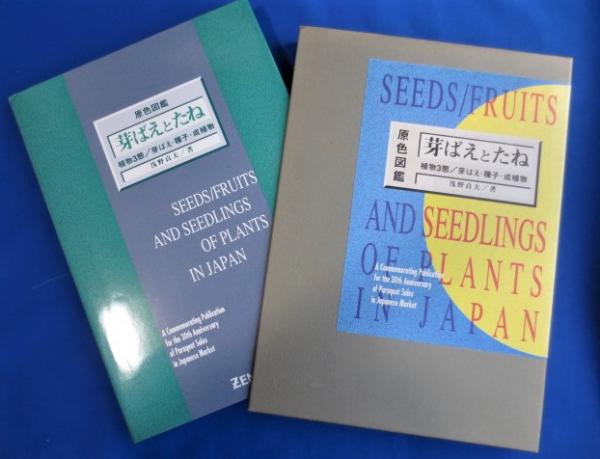 原色図鑑
芽ばえとたね
植物3態/芽ばえ・種子・成植物
浅野貞夫/著
SEEDS/FRUITS
AND SEEDLINGS
OF PLANTS
IN JAPAN
A Commemorating Publication
for the 30th Anniversary
of Paraquat Sales
in Japanese Market
SEEDS/FRUITS
原色図鑑
芽ばえとたね
植物3態/芽ばえ・種子・成植物
浅野貞夫/著
AND SEEDLINGS
OF PLANTS
IN JAPAN
A Commemorating Publication
for the 30th Anniversary
of Paraquat Sales
in Japanese Market